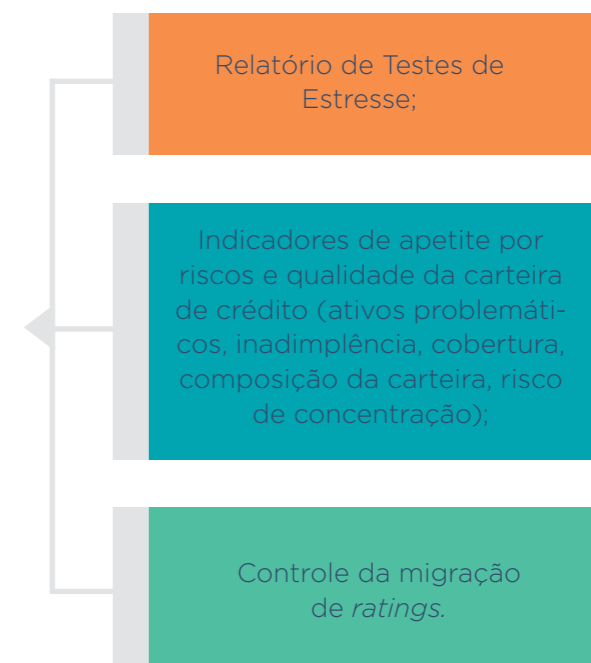 Relatório de Testes de
Estresse;
Indicadores de apetite por
riscos e qualidade da carteira
de crédito (ativos problemáti-
cos, inadimplência, cobertura,
composição da carteira, risco
de concentração);
Controle da migração
de ratings.